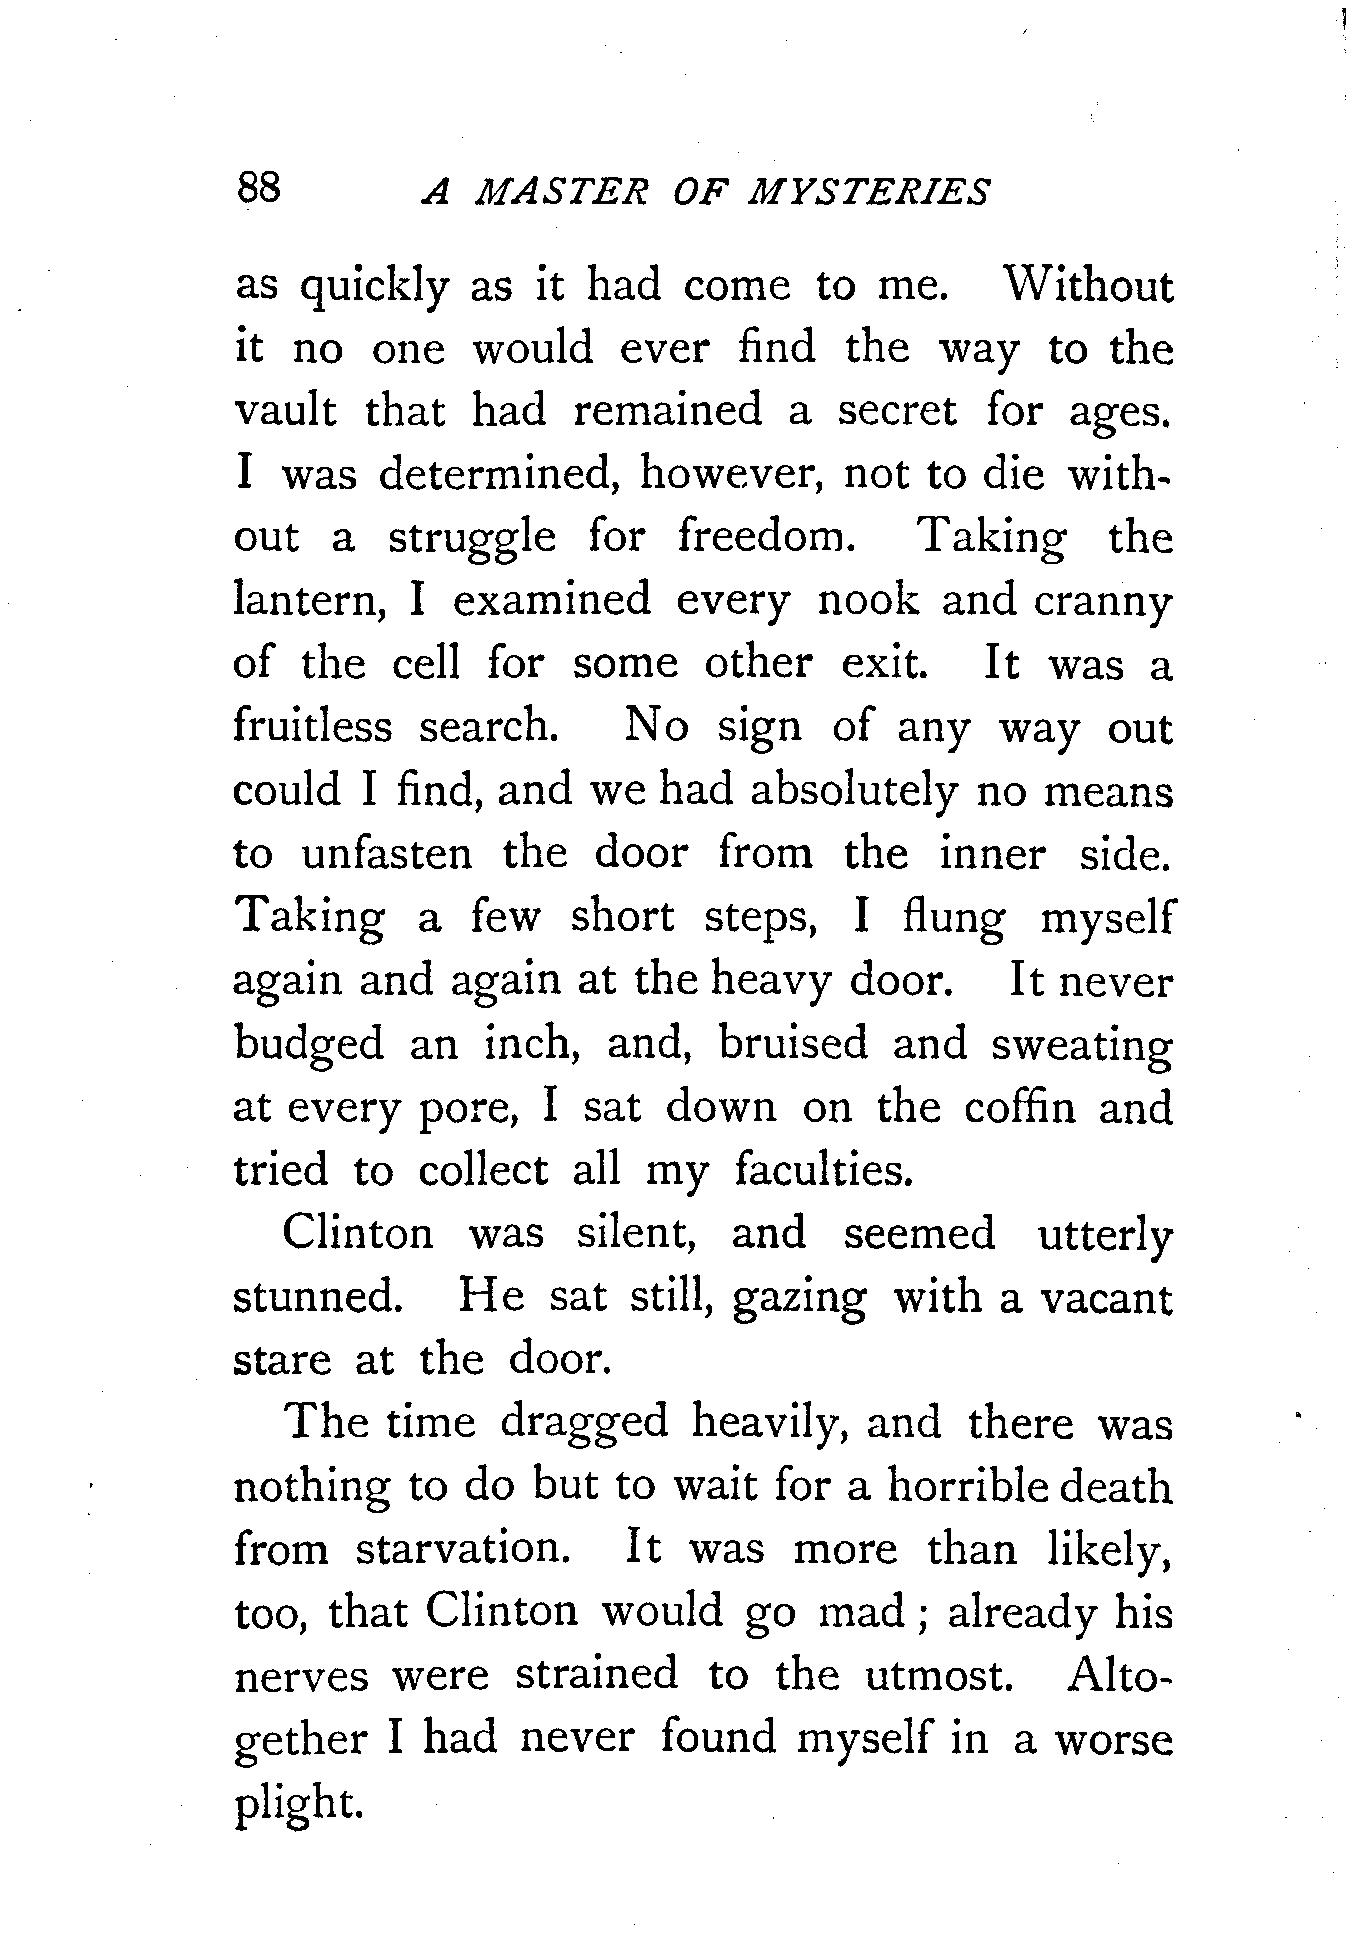 88 A MASTER OF MYSTERIES
as quickly as it had come to me. Without
it no one would ever find the way to the
vault that had remained a secret for ages.
I was determined, however, not to die with-
out a struggle for freedom. Taking the
lantern, I examined every nook and cranny
of the cell for some other exit. It was a
fruitless search. No sign of any way out
could I find, and we had absolutely no means
to unfasten the door from the inner side.
Taking a few short steps, I flung myself
again and again at the heavy door. It never
budged an inch, and, bruised and sweating
at every pore, I sat down on the coffin and
tried to collect all my faculties.
Clinton was silent, and seemed utterly
stunned. He sat still, gazing with a vacant
stare at the door.
The time dragged heavily, and there was
nothing to do but to wait for a horrible death
from starvation. It was more than likely,
too, that Clinton would go mad ; already his
nerves were strained to the utmost. Alto-
gether I had never found myself in a worse
plight.